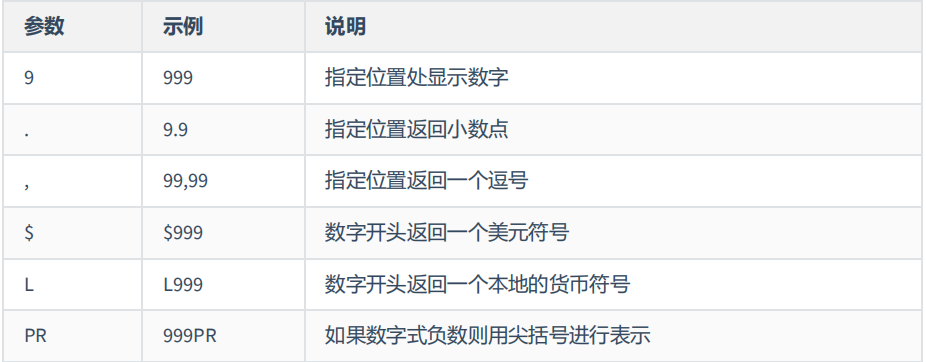 参数 示例 说明
9 999 指定位置处显示数字
. 9.9 指定位置返回小数点
, 99,99 指定位置返回一个逗号
$ $999 数字开头返回一个美元符号
L L999 数字开头返回一个本地的货币符号
PR 999PR 如果数字式负数则用尖括号进行表示